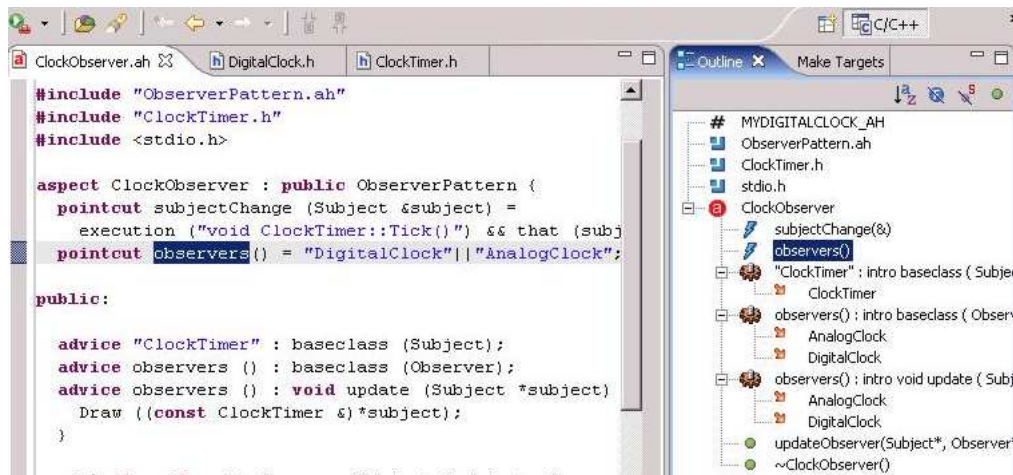 C/C++
ClockObserver.ah
DigitalClock.h
ClockTimer.h
#include "ObserverPattern.ah"
#include "ClockTimer.h"
#include <stdio.h>
aspect ClockObserver : public ObserverPattern {
pointcut subjectChange (Subject &subject) =
execution ("void ClockTimer::Tick()") && that (subj
pointcut observers() = "DigitalClock"||"AnalogClock";
public:
advice "ClockTimer" : baseclass (Subject);
advice observers () : baseclass (Observer);
advice observers () : void update (Subject *subject)
Draw ((const ClockTimer &)*subject);
}
Outline
Make Targets
# MYDIGITALCLOCK_AH
ObserverPattern.ah
ClockTimer.h
stdio.h
ClockObserver
subjectChange(&)
observers()
"ClockTimer" : intro baseclass ( Subje
ClockTimer
observers() : intro baseclass ( Observ
AnalogClock
DigitalClock
observers() : intro void update ( Subj
AnalogClock
DigitalClock
updateObserver(Subject*, Observer*
~ClockObserver()